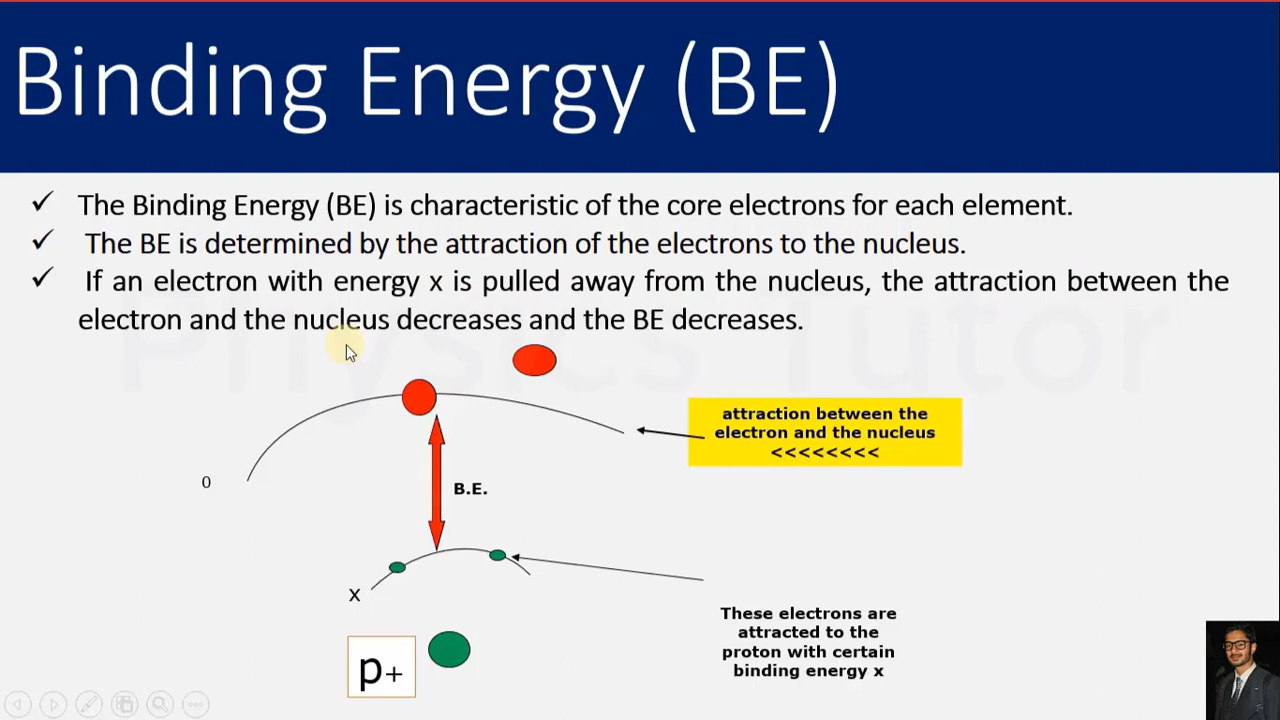 Binding Energy (BE)
✓ The Binding Energy (BE) is characteristic of the core electrons for each element.
✓ The BE is determined by the attraction of the electrons to the nucleus.
✓ If an electron with energy x is pulled away from the nucleus, the attraction between the
electron and the nucleus decreases and the BE decreases.
Physics Tutor
attraction between the
electron and the nucleus
<<<<<<<<
0
B.E.
x
These electrons are
attracted to the
proton with certain
binding energy x
p+